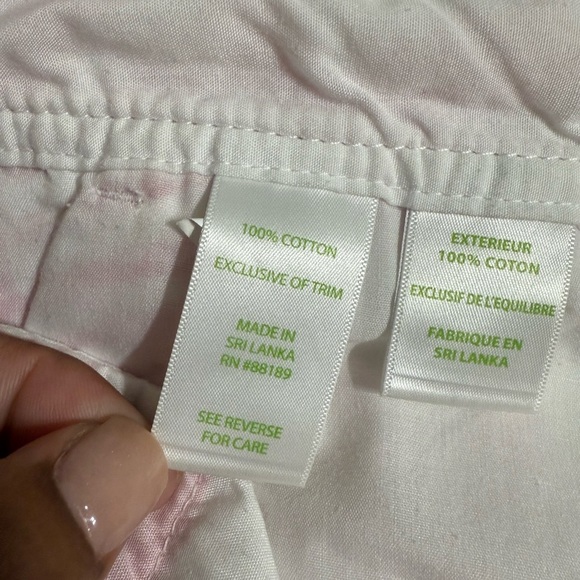 100% COTTON
EXCLUSIVE OF TRIM
MADE IN
SRI LANKA
RN #88189
SEE REVERSE
FOR CARE
EXTERIEUR
100% COTON
EXCLUSIF DE L'EQUILIBRE
FABRIQUE EN
SRI LANKA